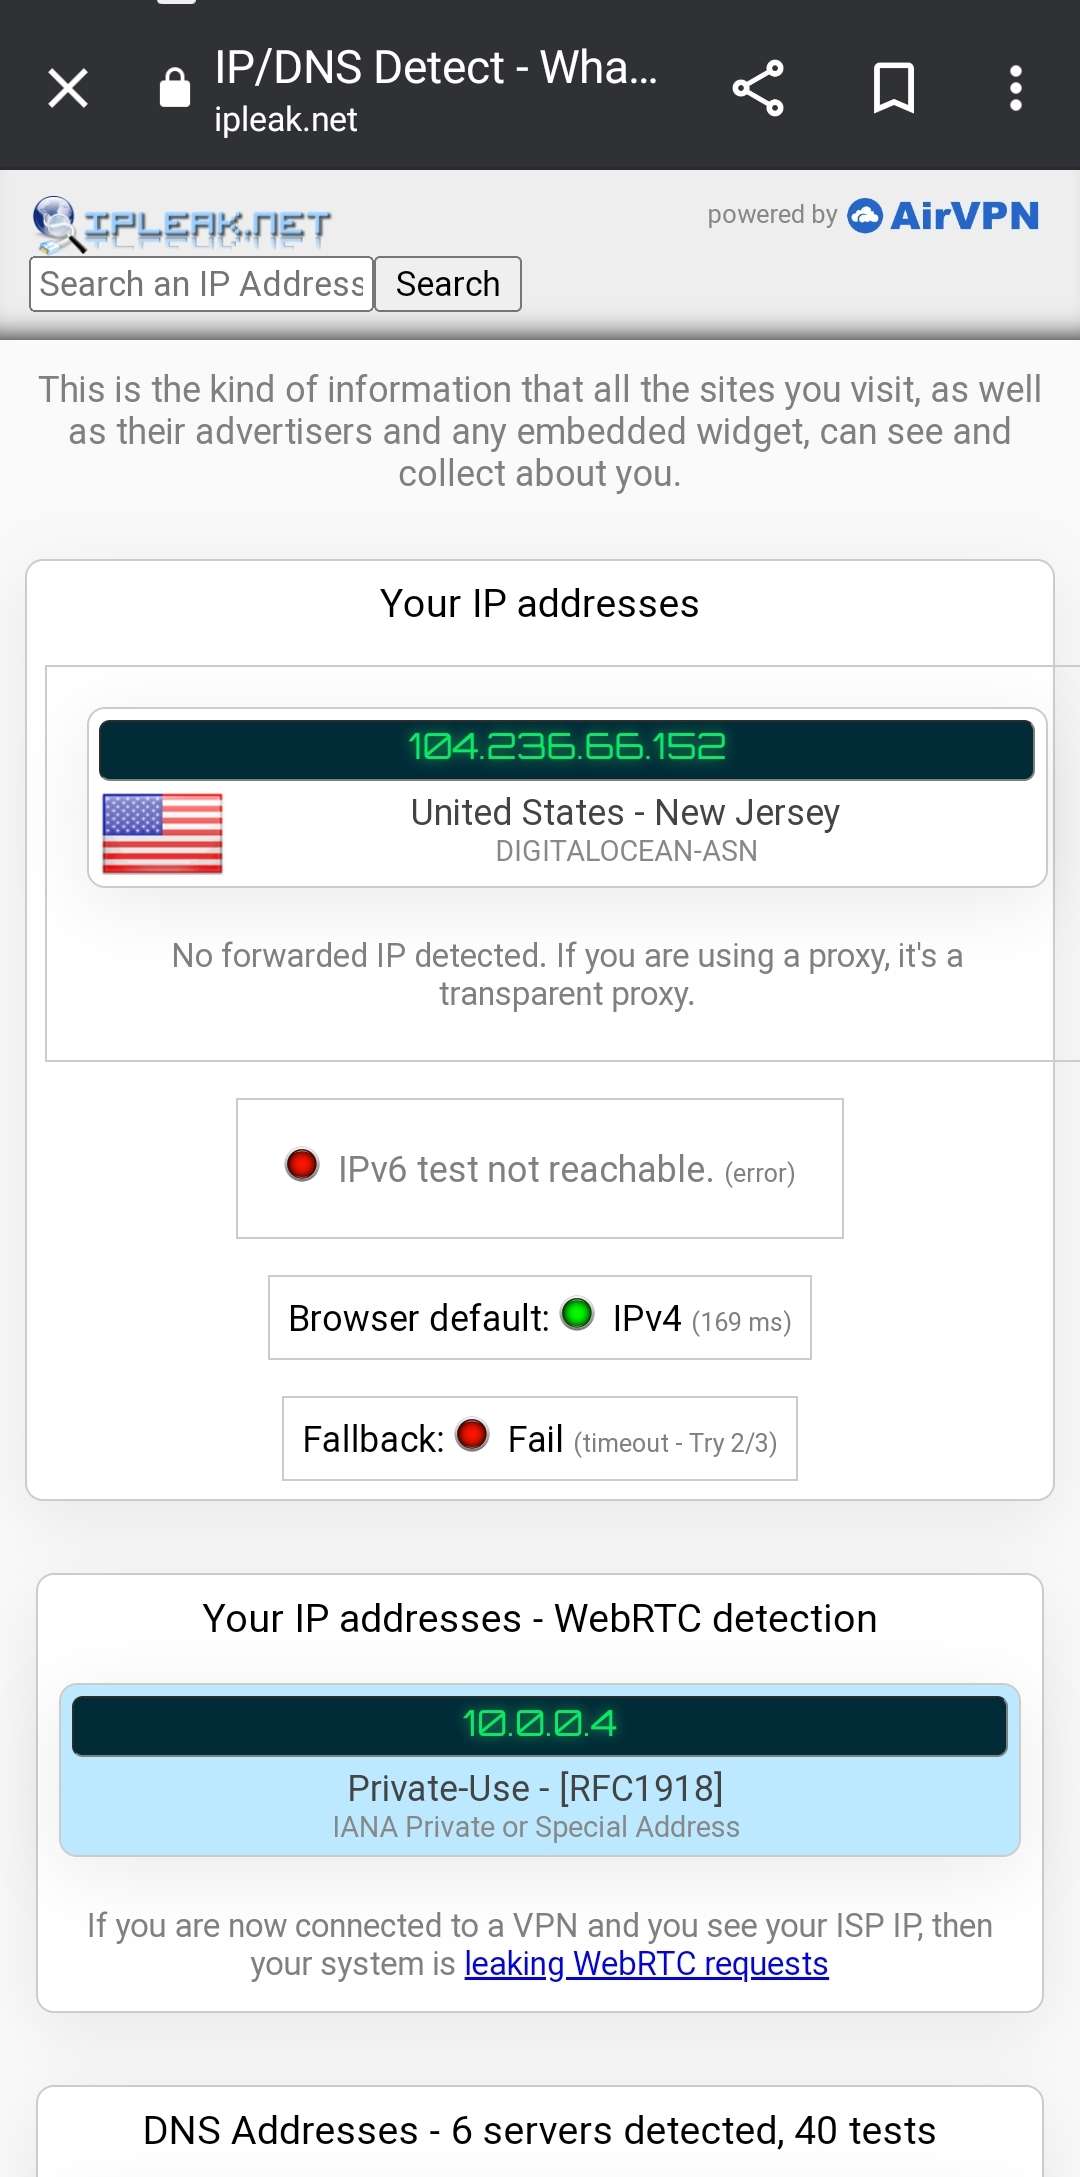 IP/DNS Detect - Wha...
ipleak.net
IPLEAK.NET
powered by AirVPN
Search an IP Address Search
This is the kind of information that all the sites you visit, as well
as their advertisers and any embedded widget, can see and
collect about you.
Your IP addresses
104.236.66.152
United States - New Jersey
DIGITALOCEAN-ASN
No forwarded IP detected. If you are using a proxy, it's a
transparent proxy.
IPv6 test not reachable. (error)
Browser default: IPv4 (169 ms)
Fallback: Fail (timeout - Try 2/3)
Your IP addresses - WebRTC detection
10.0.0.4
Private-Use - [RFC1918]
IANA Private or Special Address
If you are now connected to a VPN and you see your ISP IP, then
your system is leaking WebRTC requests
DNS Addresses - 6 servers detected, 40 tests